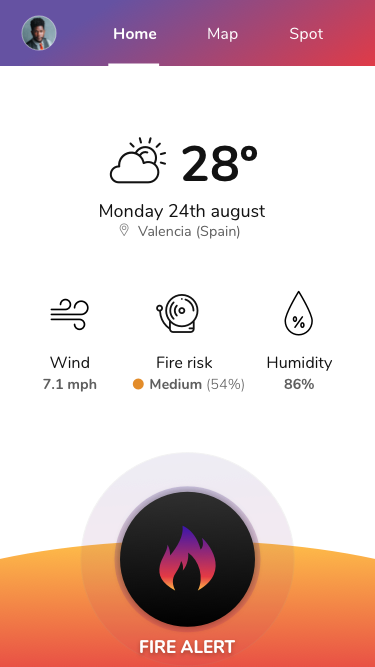 Home Map Spot
28º
Monday 24th august
Valencia (Spain)
%
Wind Fire risk Humidity
7.1 mph Medium (54%) 86%
FIRE ALERT